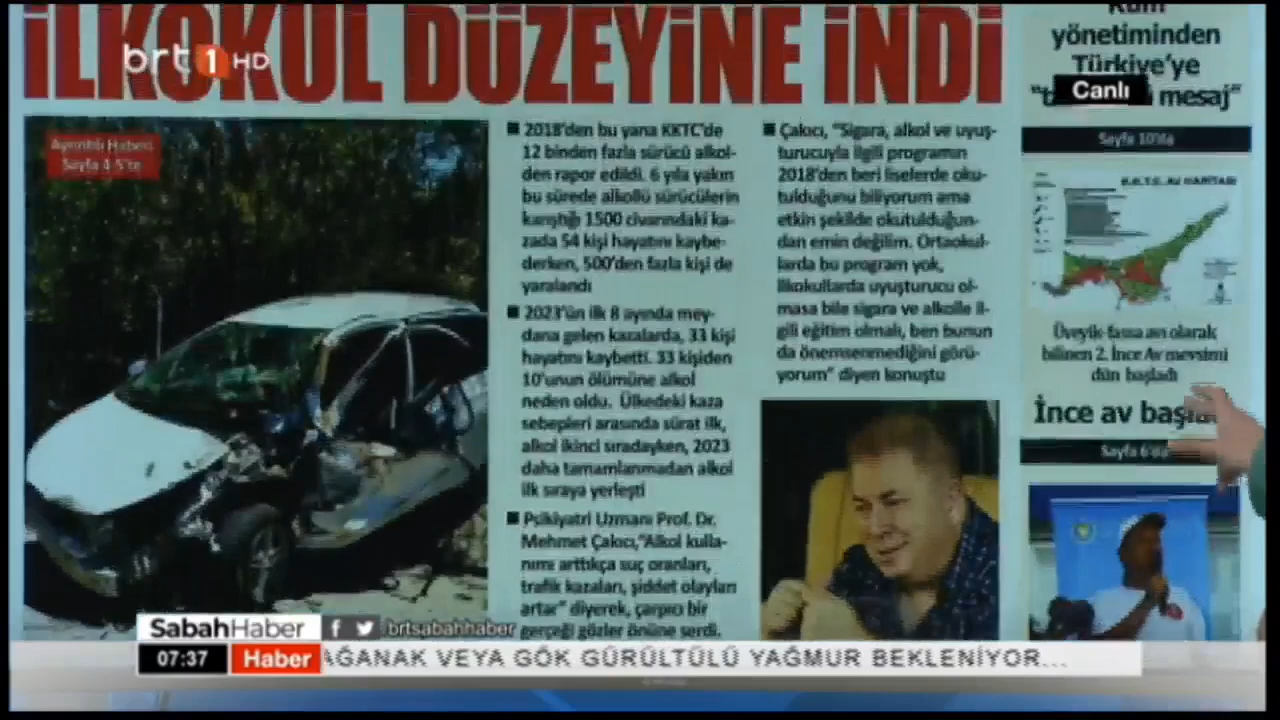 İLKOKUL DÜZEYİNE İNDİ
brt 1 HD
Ayrıntılı Haberi
Sayfa 4-5'te
2018'den bu yana KKTC'de
12 binden fazla sürücü alkol-
den rapor edildi. 6 yıla yakın
bu sürede alkollü sürücülerin
karıştığı 1500 civarındaki ka-
zada 54 kişi hayatını kaybe-
derken, 500'den fazla kişi de
yaralandı
2023'ün ilk 8 ayında mey-
dana gelen kazalarda, 33 kişi
hayatını kaybetti. 33 kişiden
10'unun ölümüne alkol
neden oldu. Ülkedeki kaza
sebepleri arasında sürat ilk,
alkol ikinci sıradayken, 2023
daha tamamlanmadan alkol
ilk sıraya yerleşti
Psikiyatri Uzmanı Prof. Dr.
Mehmet Çakıcı,"Alkol kulla-
nımı arttıkça suç oranları,
trafik kazaları, şiddet olayları
artar" diyerek, çarpıcı bir
gerçeği gözler önüne serdi.
Çakıcı, "Sigara, alkol ve uyuş-
turucuyla ilgili programın
2018'den beri liselerde oku-
tulduğunu biliyorum ama
etkin şekilde okutulduğun-
dan emin değilim. Ortaokul-
larda bu program yok,
ilkokullarda uyuşturucu ol-
masa bile sigara ve alkolle il-
gili eğitim olmalı, ben bunun
da önemsenmediğini görü-
yorum" diyen konuştu
Rum
yönetiminden
Türkiye'ye
mesaj"
Canlı
Sayfa 10'da
K.K.T.C. AV HARİTASI
Üveyik-fassa avı olarak
bilinen 2. İnce Av mevsimi
dün başladı
İnce av
Sayfa 6'da
SabahHaber
brtsabahhaber
07:37 Haber
AĞANAK VEYA GÖK GÜRÜLTÜLÜ YAĞMUR BEKLENİYOR...